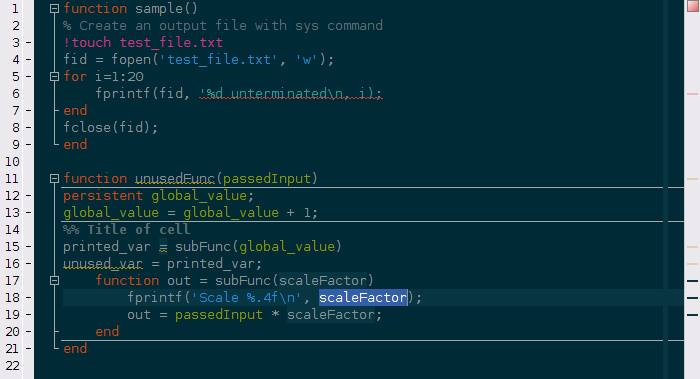 1 function sample()
2 % Create an output file with sys command
3 - !touch test_file.txt
4 - fid = fopen('test_file.txt', 'w');
5 - for i=1:20
6 - fprintf(fid, '%d unterminated\n, i);
7 - end
8 - fclose(fid);
9 - end
10
11 function unusedFunc(passedInput)
12 - persistent global_value;
13 - global_value = global_value + 1;
14 %% Title of cell
15 - printed_var = subFunc(global_value)
16 - unused_var = printed_var;
17 function out = subFunc(scaleFactor)
18 - fprintf('Scale %.4f\n', scaleFactor);
19 - out = passedInput * scaleFactor;
20 - end
21 - end
22